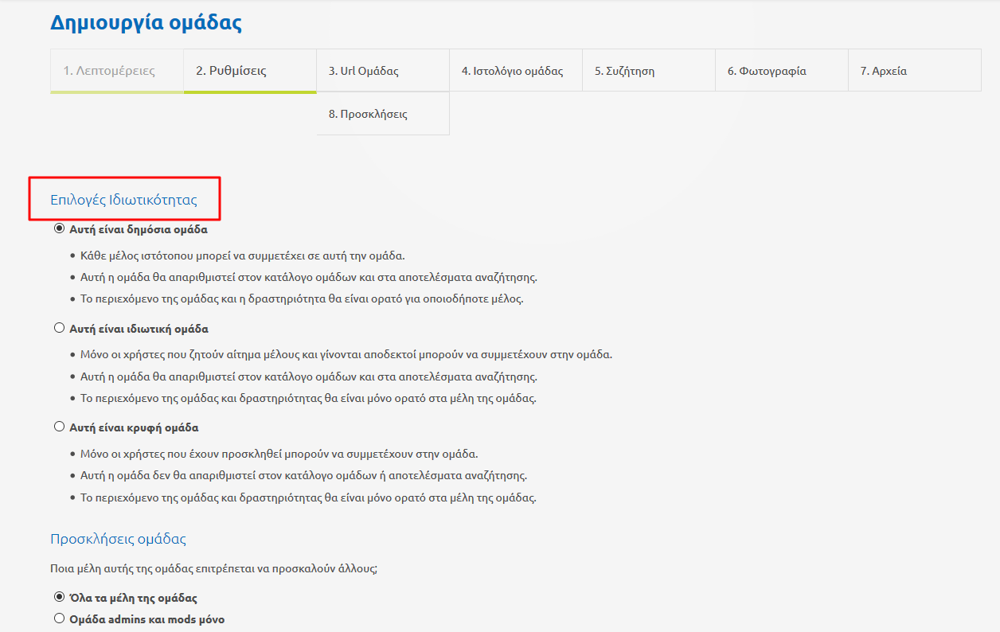 Δημιουργία ομάδας
1. Λεπτομέρειες 2. Ρυθμίσεις 3. Url Ομάδας 4. Ιστολόγιο ομάδας 5. Συζήτηση 6. Φωτογραφία 7. Αρχεία
8. Προσκλήσεις
Επιλογές Ιδιωτικότητας
Αυτή είναι δημόσια ομάδα
• Κάθε μέλος ιστότοπου μπορεί να συμμετέχει σε αυτή την ομάδα.
• Αυτή η ομάδα θα απαριθμιστεί στον κατάλογο ομάδων και στα αποτελέσματα αναζήτησης.
• Το περιεχόμενο της ομάδας και η δραστηριότητα θα είναι ορατό για οποιοδήποτε μέλος.
Αυτή είναι ιδιωτική ομάδα
• Μόνο οι χρήστες που ζητούν αίτημα μέλους και γίνονται αποδεκτοί μπορούν να συμμετέχουν στην ομάδα.
• Αυτή η ομάδα θα απαριθμιστεί στον κατάλογο ομάδων και στα αποτελέσματα αναζήτησης.
• Το περιεχόμενο της ομάδας και δραστηριότητας θα είναι μόνο ορατό στα μέλη της ομάδας.
Αυτή είναι κρυφή ομάδα
• Μόνο οι χρήστες που έχουν προσκληθεί μπορούν να συμμετέχουν στην ομάδα.
• Αυτή η ομάδα δεν θα απαριθμιστεί στον κατάλογο ομάδων ή αποτελέσματα αναζήτησης.
• Το περιεχόμενο της ομάδας και δραστηριότητας θα είναι μόνο ορατό στα μέλη της ομάδας.
Προσκλήσεις ομάδας
Ποια μέλη αυτής της ομάδας επιτρέπεται να προσκαλούν άλλους;
Όλα τα μέλη της ομάδας
Ομάδα admins και mods μόνο